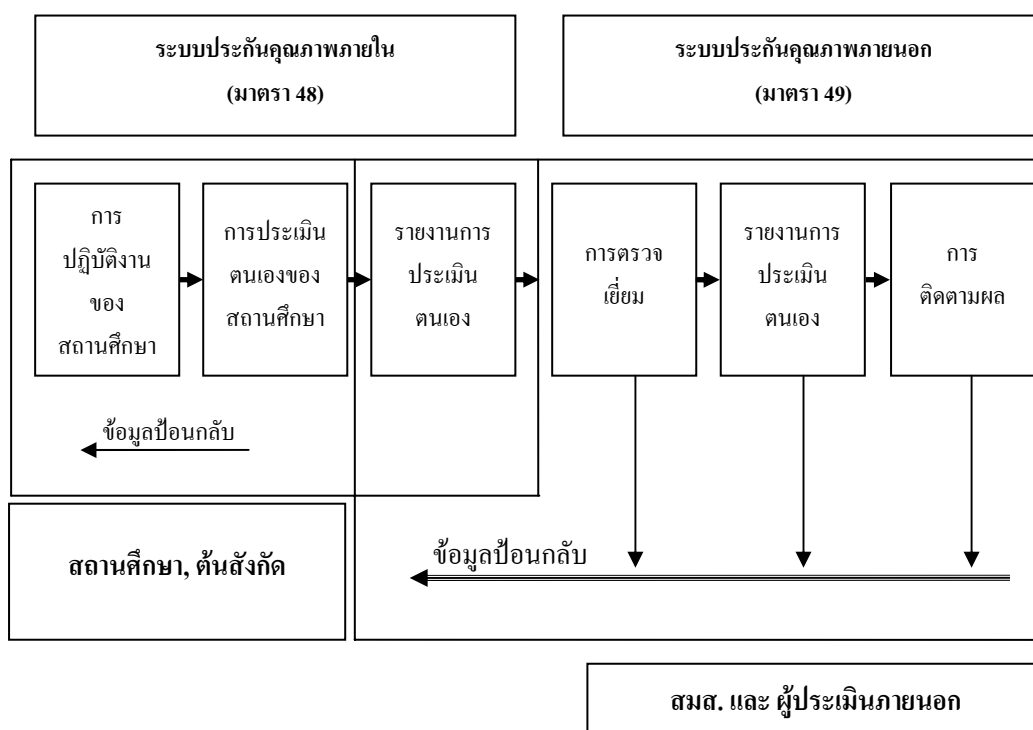 ระบบประกันคุณภาพภายใน
(มาตรา 48)
ระบบประกันคุณภาพภายนอก
(มาตรา 49)
การ
ปฏิบัติงาน
ของ
สถานศึกษา
การประเมิน
ตนเองของ
สถานศึกษา
รายงานการ
ประเมิน
ตนเอง
การตรวจ
เยี่ยม
รายงานการ
ประเมิน
ตนเอง
การ
ติดตามผล
ข้อมูลป้อนกลับ
สถานศึกษา, ต้นสังกัด
ข้อมูลป้อนกลับ
สมส. และ ผู้ประเมินภายนอก